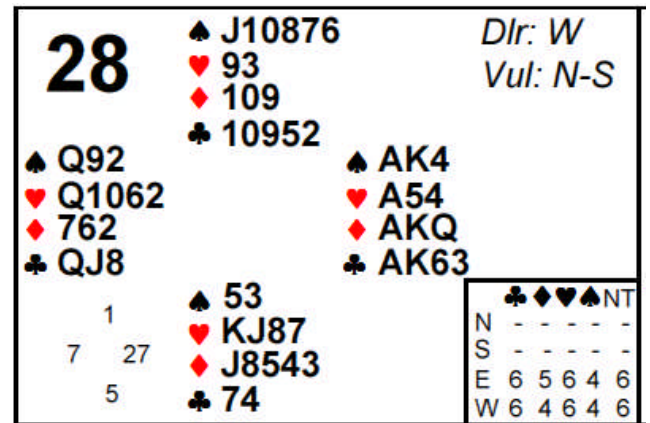 28
Dlr: W
Vul: N-S
♠ J10876
♥ 93
♦ 109
♣ 10952
♠ Q92
♥ Q1062
♦ 762
♣ QJ8
♠ AK4
♥ A54
♦ AKQ
♣ AK63
♠ 53
♥ KJ87
♦ J8543
♣ 74
1
7 27
5
♣ ♦ ♥ ♠ NT
N - - - - -
S - - - - -
E 6 5 6 4 6
W 6 4 6 4 6